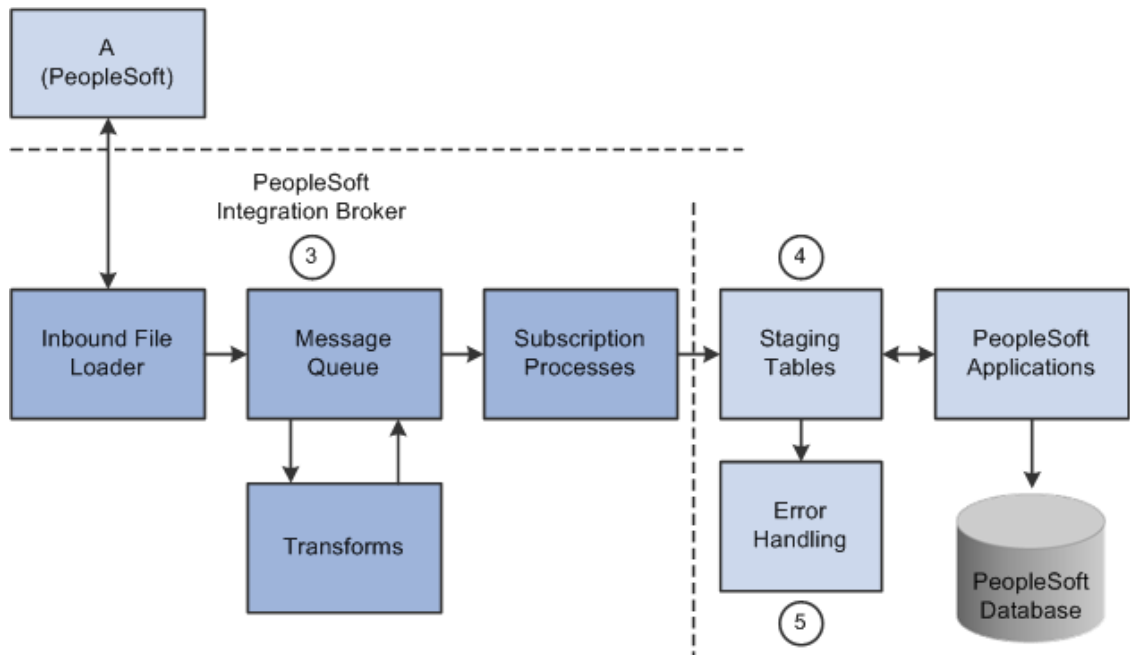 A
(PeopleSoft)
PeopleSoft
Integration Broker
3
4
Inbound File
Loader
Message
Queue
Subscription
Processes
Staging
Tables
PeopleSoft
Applications
Transforms
Error
Handling
PeopleSoft
Database
5